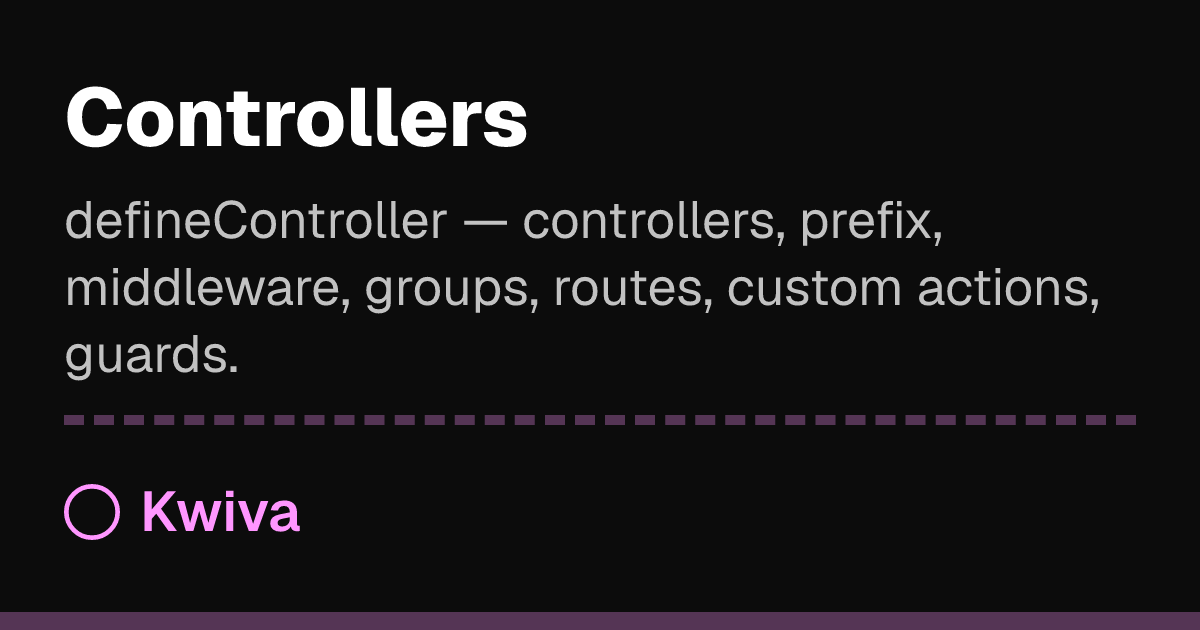 Controllers
defineController — controllers, prefix,
middleware, groups, routes, custom actions,
guards.
Kwiva